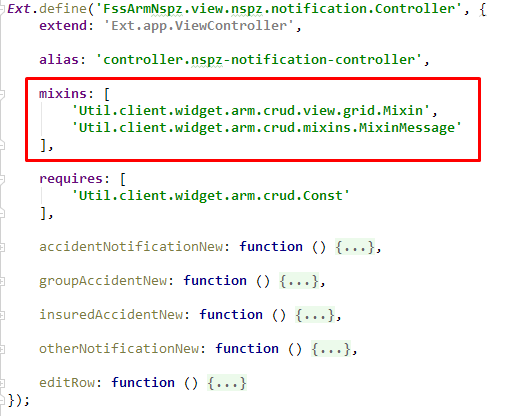 Ext.define('FssArmNspz.view.nspz.notification.Controller', {
extend: 'Ext.app.ViewController',
alias: 'controller.nspz-notification-controller',
mixins: [
'Util.client.widget.arm.crud.view.grid.Mixin',
'Util.client.widget.arm.crud.mixins.MixinMessage'
],
requires: [
'Util.client.widget.arm.crud.Const'
],
accidentNotificationNew: function () {...},
groupAccidentNew: function () {...},
insuredAccidentNew: function () {...},
otherNotificationNew: function () {...},
editRow: function () {...}
});